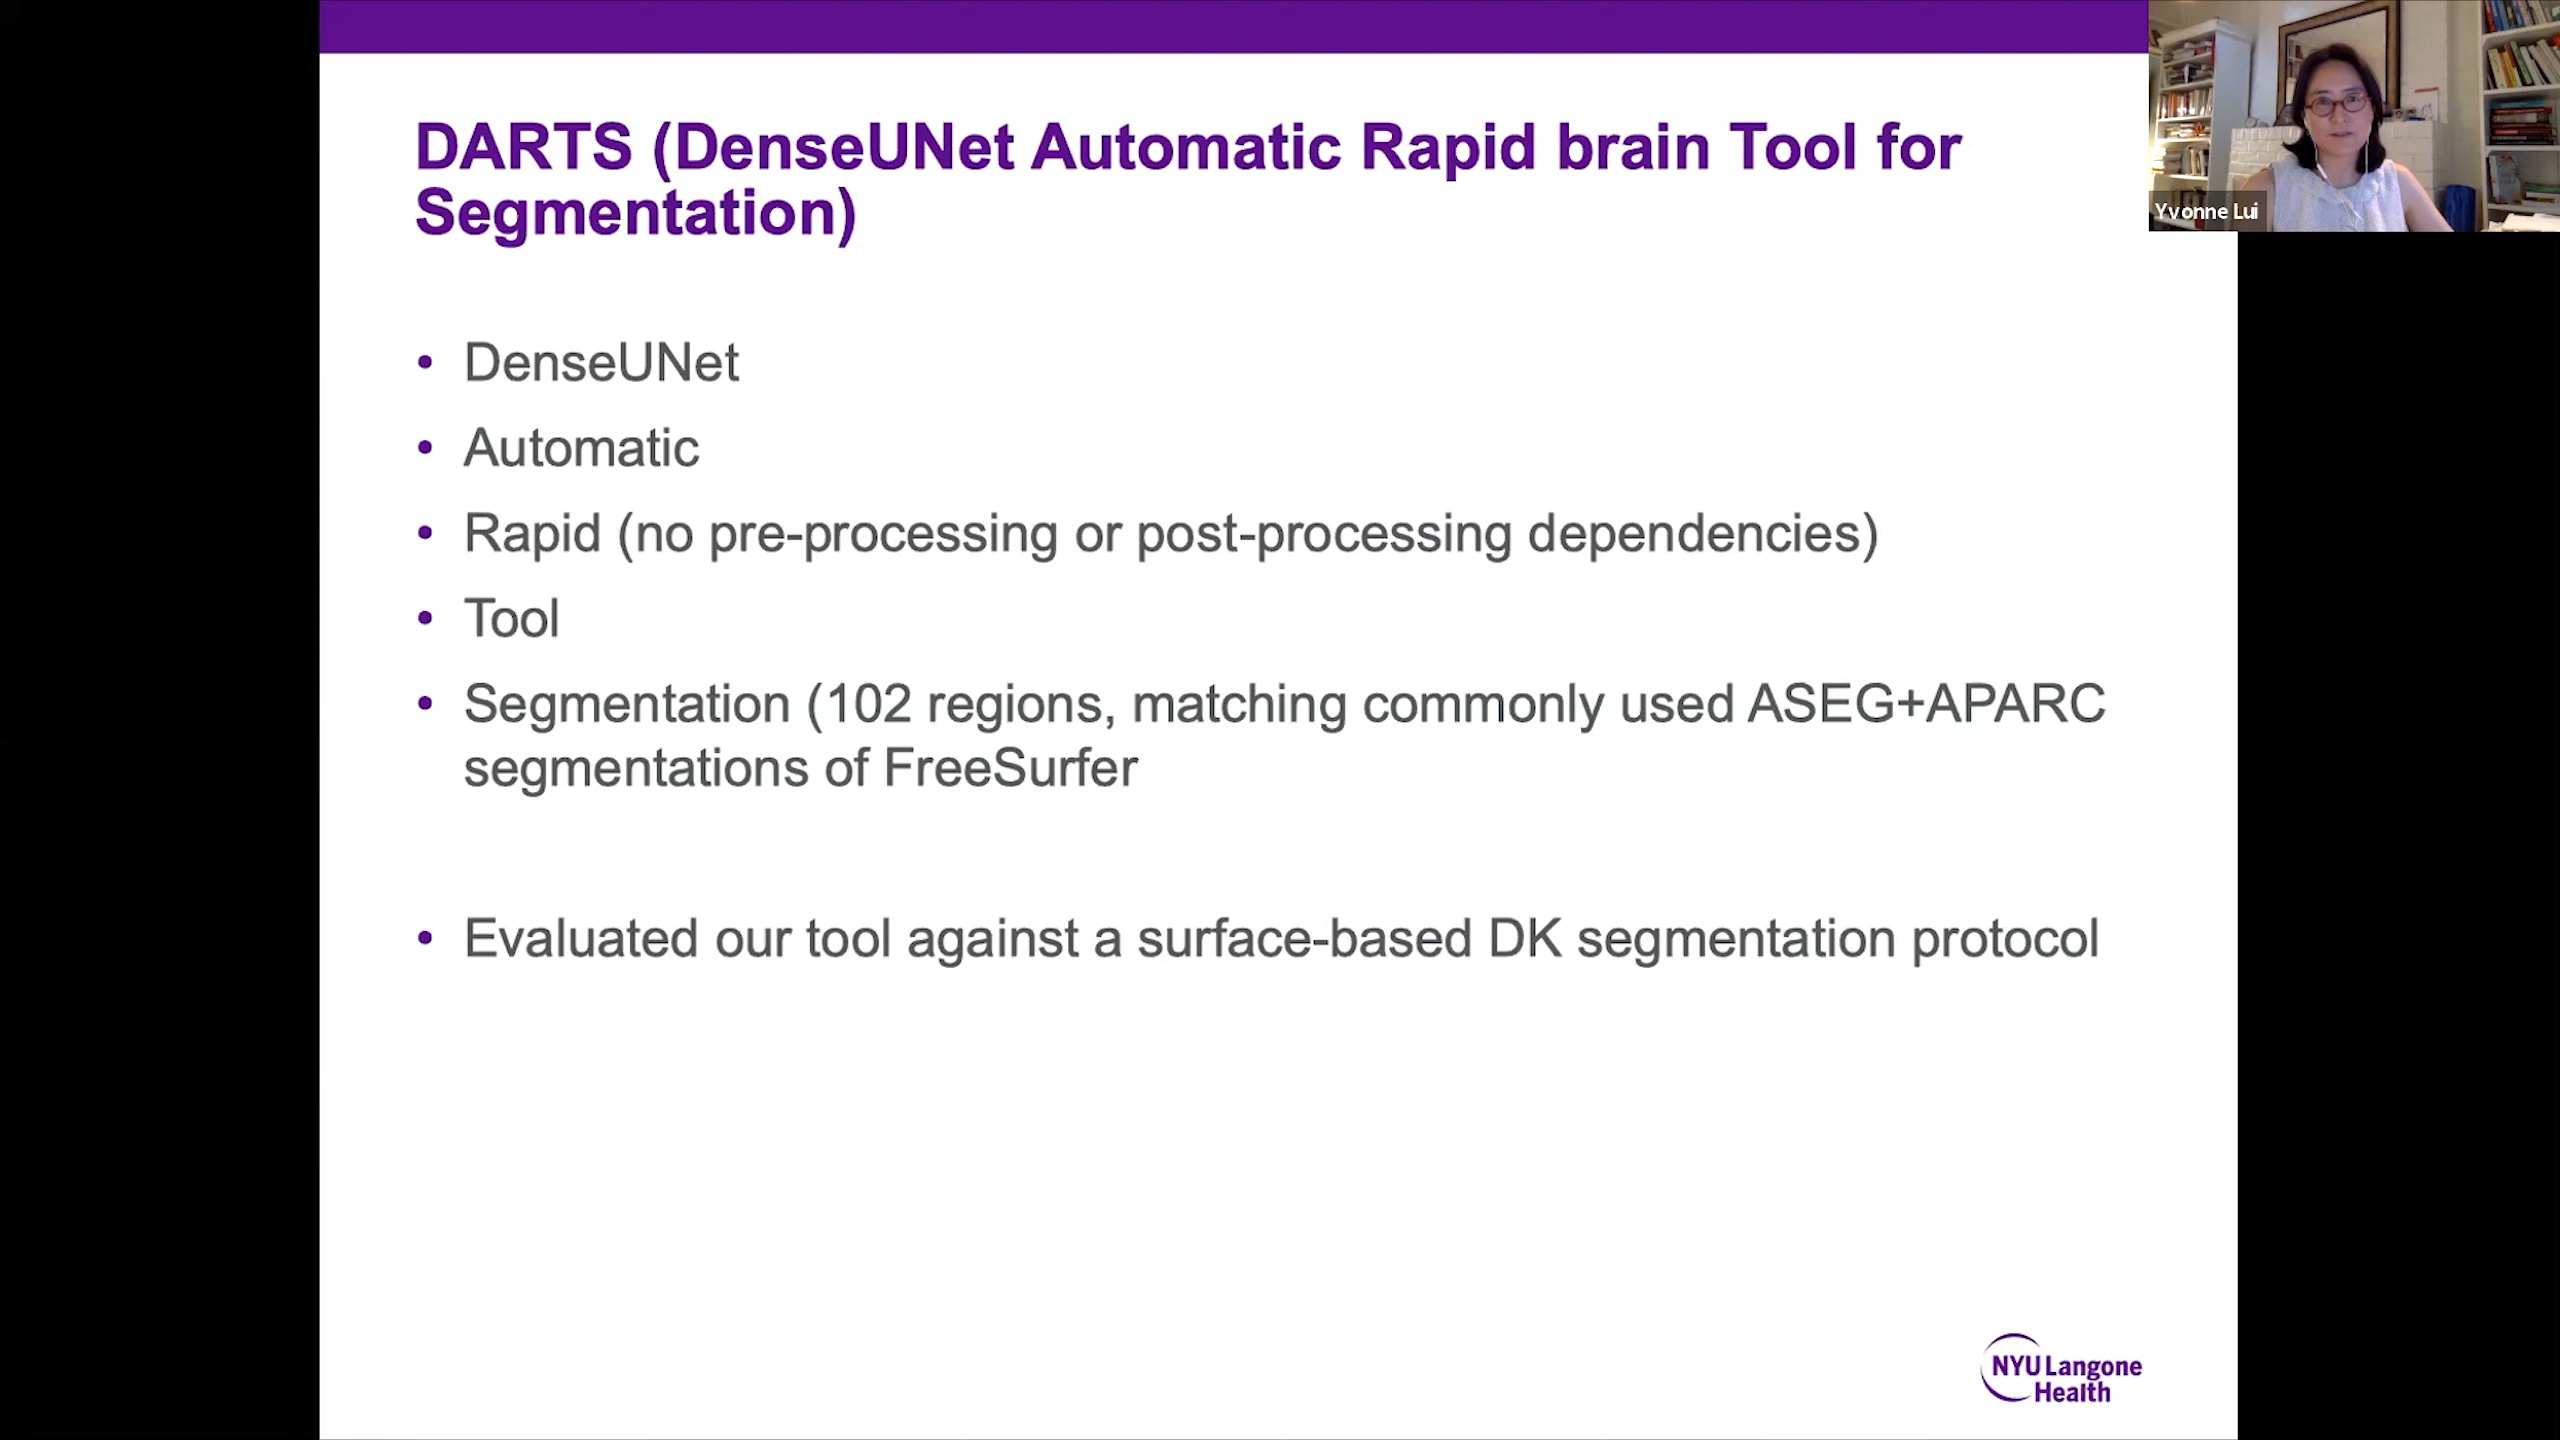 DARTS (DenseUNet Automatic Rapid brain Tool for
Segmentation)
Yvonne Lui
• DenseUNet
• Automatic
• Rapid (no pre-processing or post-processing dependencies)
• Tool
• Segmentation (102 regions, matching commonly used ASEG+APARC
segmentations of FreeSurfer
• Evaluated our tool against a surface-based DK segmentation protocol
NYU Langone
Health